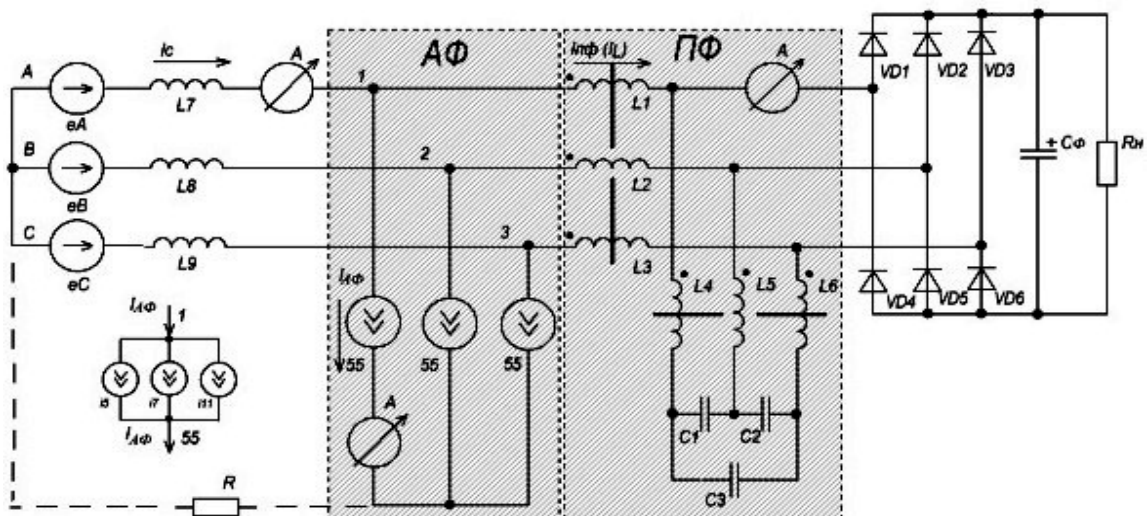 Ic
A
АФ
Iпф (IL)
ПФ
A
VD1
VD2
VD3
A
1
L7
L1
eA
+ CФ
Rн
B
2
L8
L2
eB
C
3
L9
L3
eC
L4
L5
L6
VD4
VD5
VD6
IАФ
1
IАФ
55
55
55
i5
i7
i11
A
C1
C2
IАФ
55
C3
R